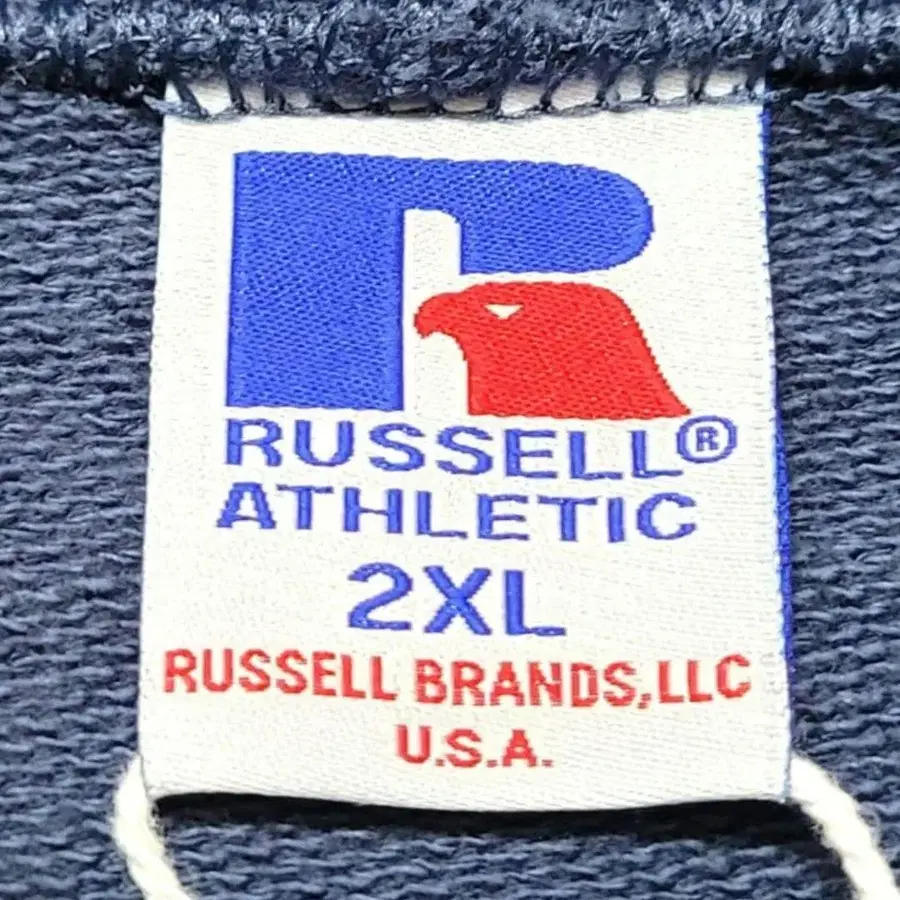 RUSSELL®
ATHLETIC
2XL
RUSSELL BRANDS,LLC
U.S.A.